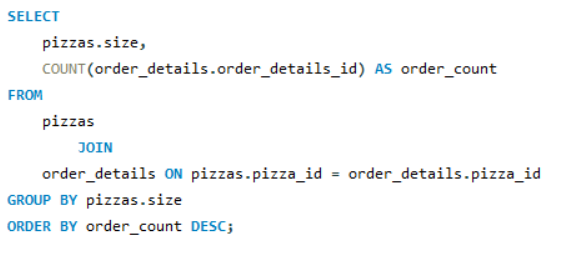 SELECT
pizzas.size,
COUNT(order_details.order_details_id) AS order_count
FROM
pizzas
JOIN
order_details ON pizzas.pizza_id = order_details.pizza_id
GROUP BY pizzas.size
ORDER BY order_count DESC;